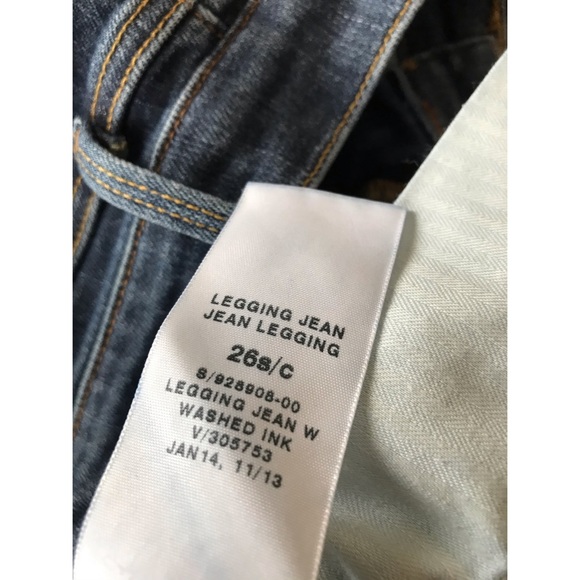 LEGGING JEAN
JEAN LEGGING
26s/c
S/928908-00
LEGGING JEAN W
WASHED INK
V/305753
JAN14, 11/13